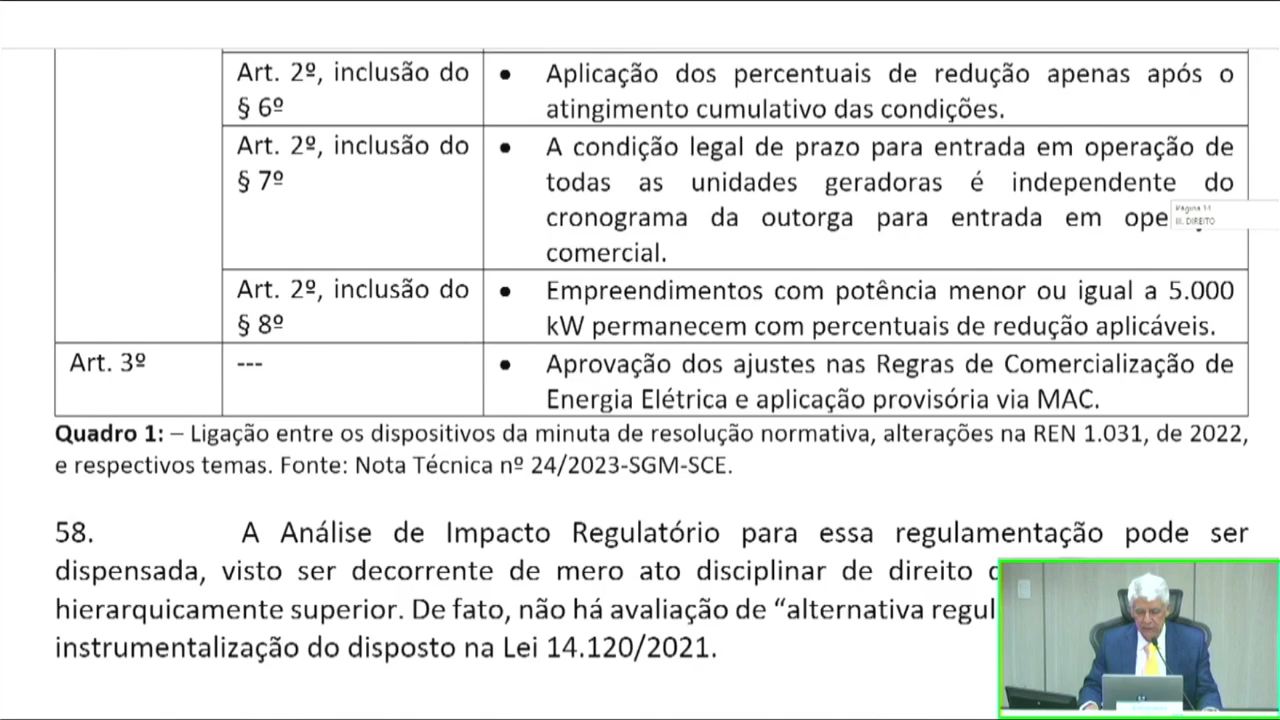 Art. 2º, inclusão do
§ 6º
• Aplicação dos percentuais de redução apenas após o
atingimento cumulativo das condições.
Art. 2º, inclusão do
§ 7º
• A condição legal de prazo para entrada em operação de
todas as unidades geradoras é independente do
cronograma da outorga para entrada em ope
comercial.
Página 11
III. DIREITO
Art. 2º, inclusão do
§ 8º
• Empreendimentos com potência menor ou igual a 5.000
kW permanecem com percentuais de redução aplicáveis.
Art. 3º
---
• Aprovação dos ajustes nas Regras de Comercialização de
Energia Elétrica e aplicação provisória via MAC.
Quadro 1: – Ligação entre os dispositivos da minuta de resolução normativa, alterações na REN 1.031, de 2022,
e respectivos temas. Fonte: Nota Técnica nº 24/2023-SGM-SCE.
58. A Análise de Impacto Regulatório para essa regulamentação pode ser
dispensada, visto ser decorrente de mero ato disciplinar de direito
hierarquicamente superior. De fato, não há avaliação de “alternativa regul
instrumentalização do disposto na Lei 14.120/2021.